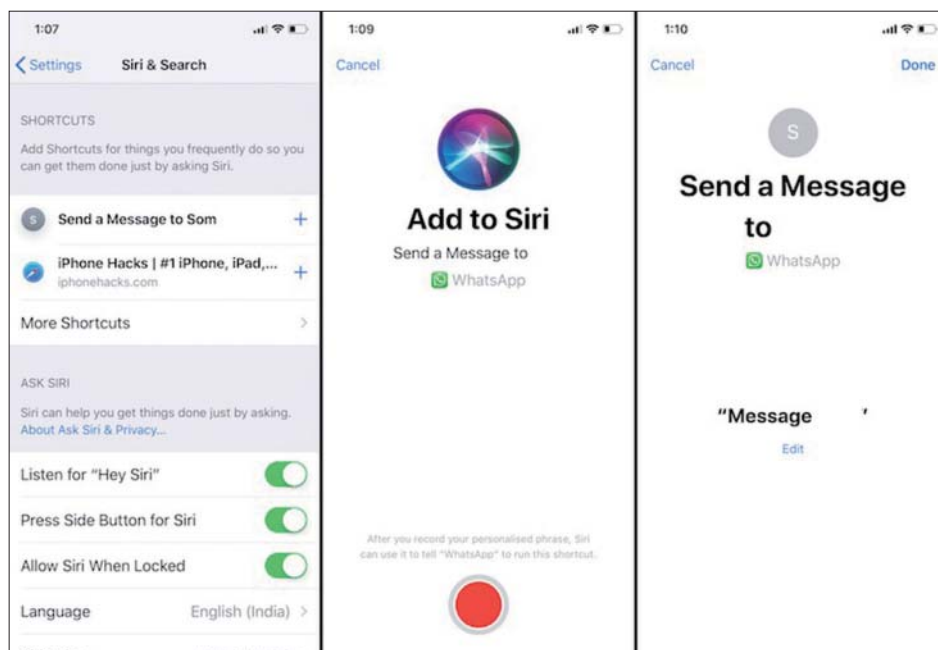 1:07
Settings
Siri & Search
SHORTCUTS
Add Shortcuts for things you frequently do so you
can get them done just by asking Siri.
S
Send a Message to Som
+
iPhone Hacks | #1 iPhone, iPad,...
+
iphonehacks.com
More Shortcuts
ASK SIRI
Siri can help you get things done just by asking.
About Ask Siri & Privacy...
Listen for "Hey Siri"
Press Side Button for Siri
Allow Siri When Locked
Language
English (India)
1:09
Cancel
Add to Siri
Send a Message to
WhatsApp
After you record your personalised phrase, Siri
can use it to tell "WhatsApp" to run this shortcut.
1:10
Cancel
Done
S
Send a Message
to
WhatsApp
“Message ’
Edit